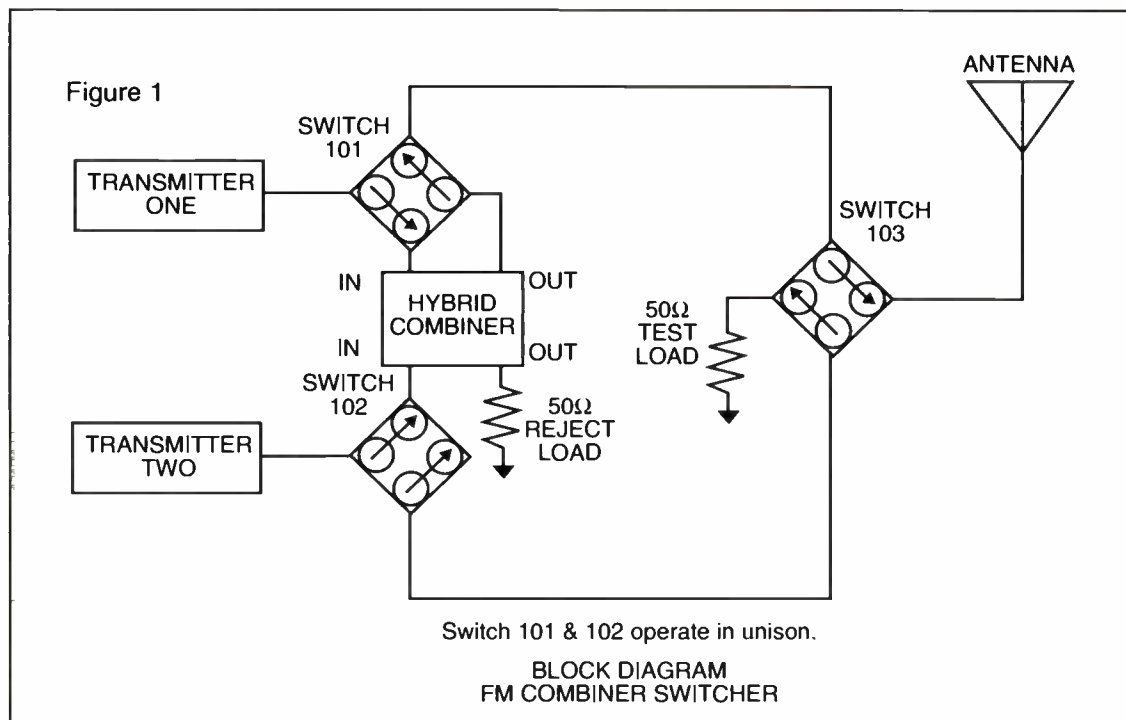 Figure 1
ANTENNA
SWITCH
101
TRANSMITTER
ONE
SWITCH
103
IN
OUT
HYBRID
COMBINER
50Ω
TEST
LOAD
IN
OUT
SWITCH
102
50Ω
REJECT
LOAD
TRANSMITTER
TWO
Switch 101 & 102 operate in unison.
BLOCK DIAGRAM
FM COMBINER SWITCHER